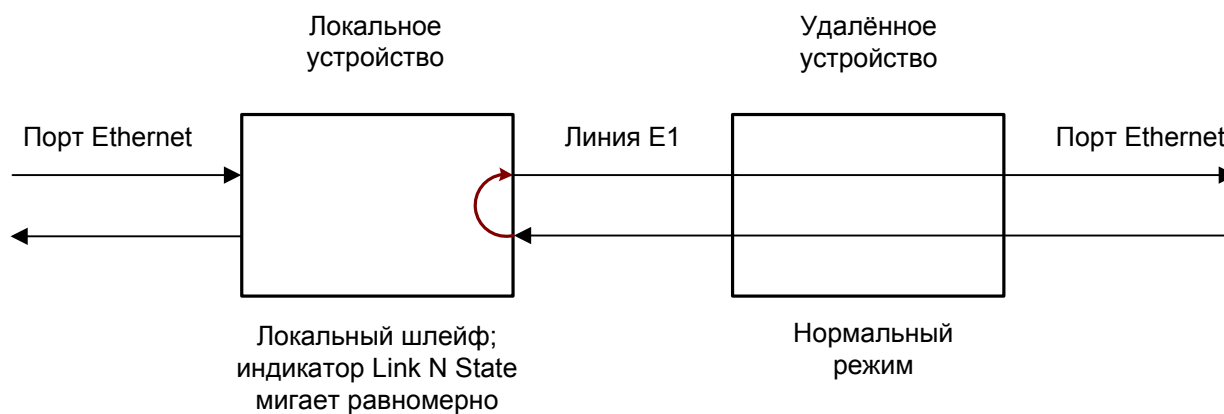 Локальное
устройство
Удалённое
устройство
Порт Ethernet
Линия E1
Порт Ethernet
Локальный шлейф;
индикатор Link N State
мигает равномерно
Нормальный
режим